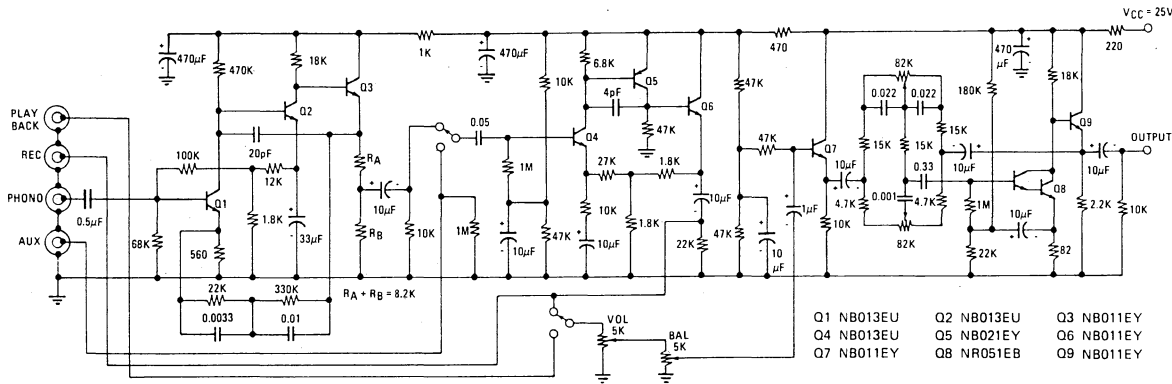 VCC = 25V
470µF
470K
18K
Q3
1K
470µF
10K
6.8K
Q5
470
47K
82K
0.022
0.022
180K
470
µF
18K
220
PLAY
BACK
REC
PHONO
AUX
0.5µF
100K
Q2
20pF
12K
Q1
68K
560
1.8K
33µF
22K
330K
0.0033
0.01
RA
RB
10µF
10K
RA + RB = 8.2K
1M
0.05
1M
10µF
47K
4pF
Q4
47K
Q6
27K
1.8K
10K
10µF
1.8K
10µF
22K
VOL
5K
BAL
5K
47K
47K
10
µF
1µF
Q7
10µF
10K
15K
15K
15K
4.7K
0.001
4.7K
82K
0.33
10µF
1M
22K
10µF
Q8
82
Q9
10µF
2.2K
10K
OUTPUT
Q1 NB013EU Q2 NB013EU Q3 NB011EY
Q4 NB013EU Q5 NB021EY Q6 NB011EY
Q7 NB011EY Q8 NR051EB Q9 NB011EY